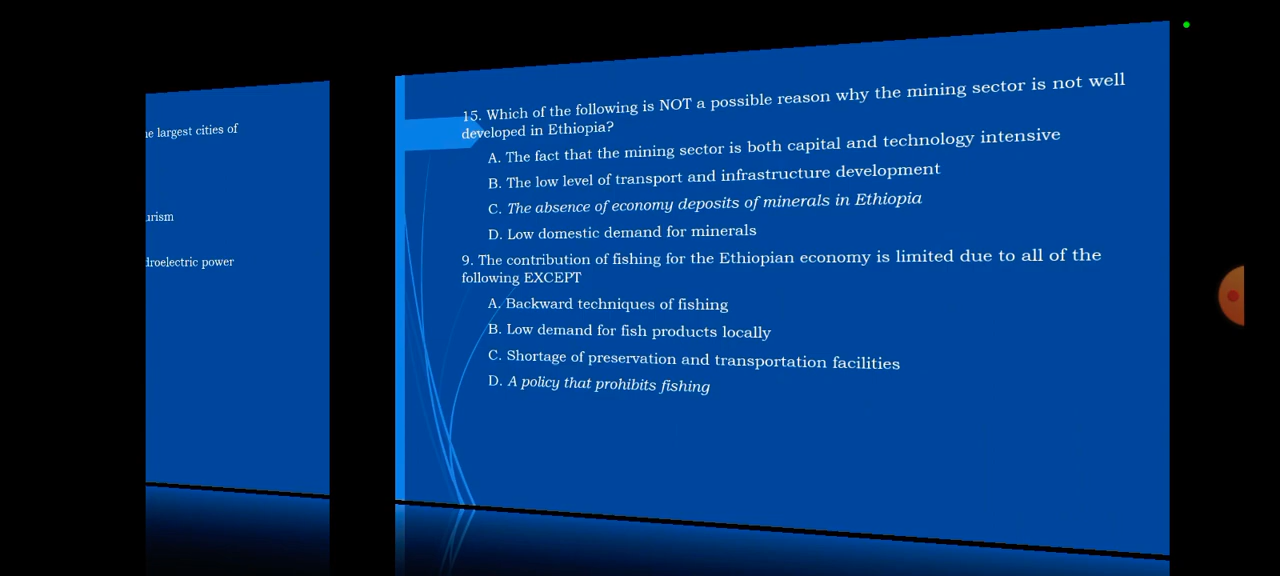 ne largest cities of
urism
droelectric power
15. Which of the following is NOT a possible reason why the mining sector is not well
developed in Ethiopia?
A. The fact that the mining sector is both capital and technology intensive
B. The low level of transport and infrastructure development
C. The absence of economy deposits of minerals in Ethiopia
D. Low domestic demand for minerals
9. The contribution of fishing for the Ethiopian economy is limited due to all of the
following EXCEPT
A. Backward techniques of fishing
B. Low demand for fish products locally
C. Shortage of preservation and transportation facilities
D. A policy that prohibits fishing